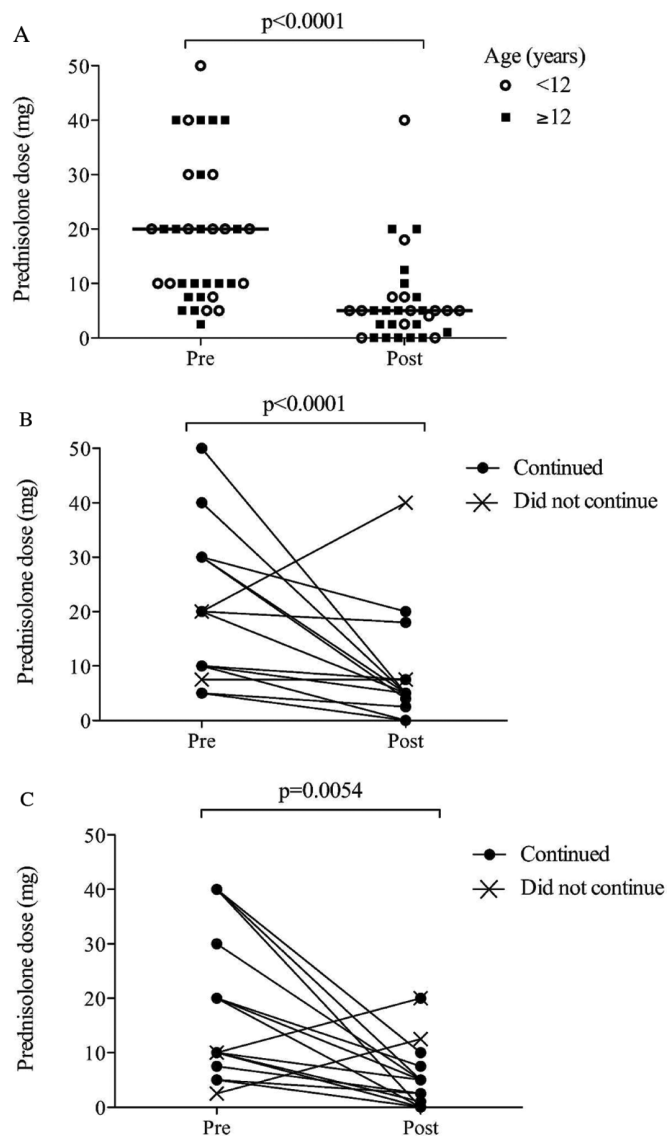 A
p<0.0001
Age (years)
<12
≥12
Prednisolone dose (mg)
50
40
30
20
10
0
Pre
Post
B
p<0.0001
Continued
Did not continue
Prednisolone dose (mg)
50
40
30
20
10
0
Pre
Post
C
p=0.0054
Continued
Did not continue
Prednisolone dose (mg)
50
40
30
20
10
0
Pre
Post